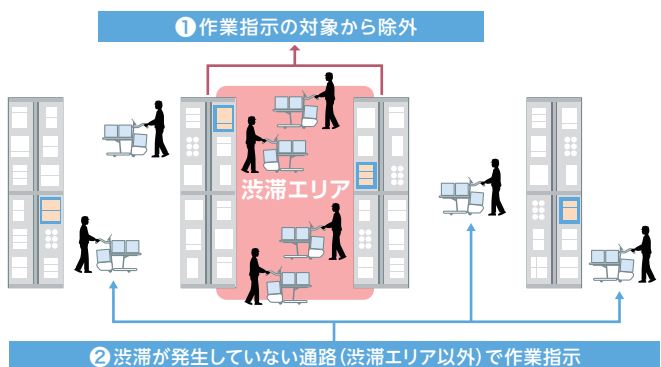 ❶作業指示の対象から除外
渋滞エリア
❷渋滞が発生していない通路(渋滞エリア以外)で作業指示